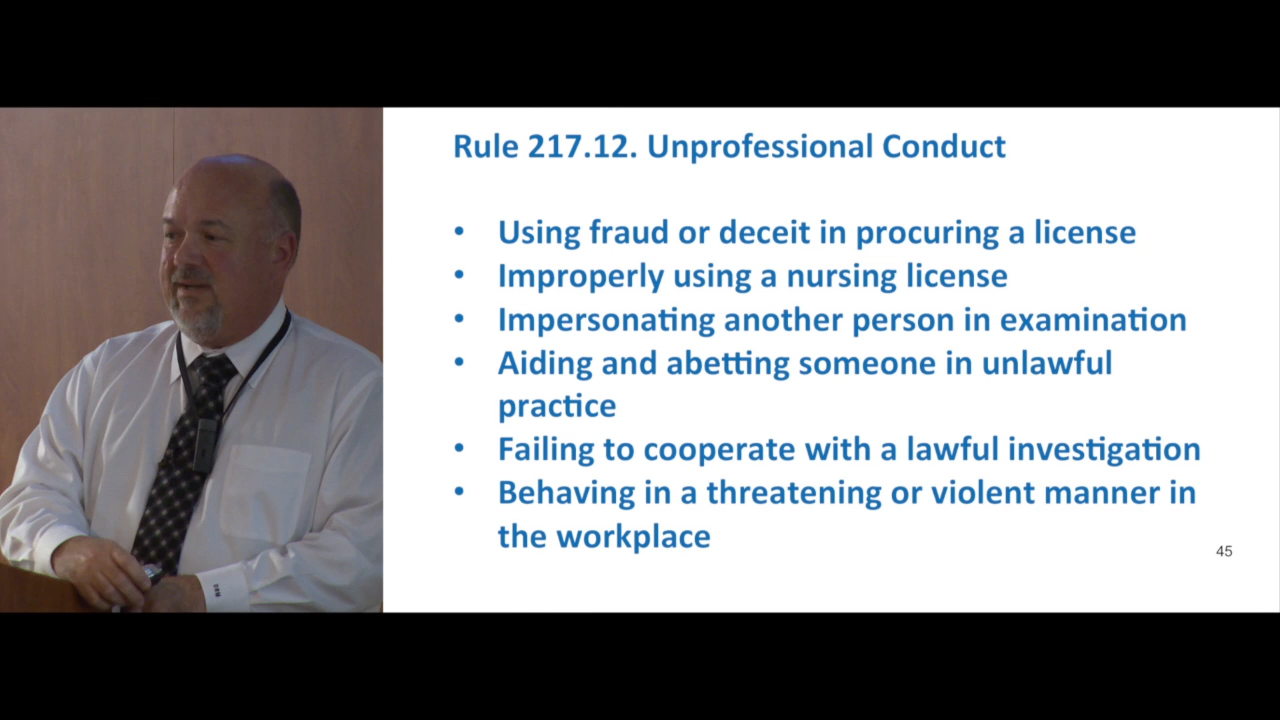 Rule 217.12. Unprofessional Conduct
• Using fraud or deceit in procuring a license
• Improperly using a nursing license
• Impersonating another person in examination
• Aiding and abetting someone in unlawful
practice
• Failing to cooperate with a lawful investigation
• Behaving in a threatening or violent manner in
the workplace
45